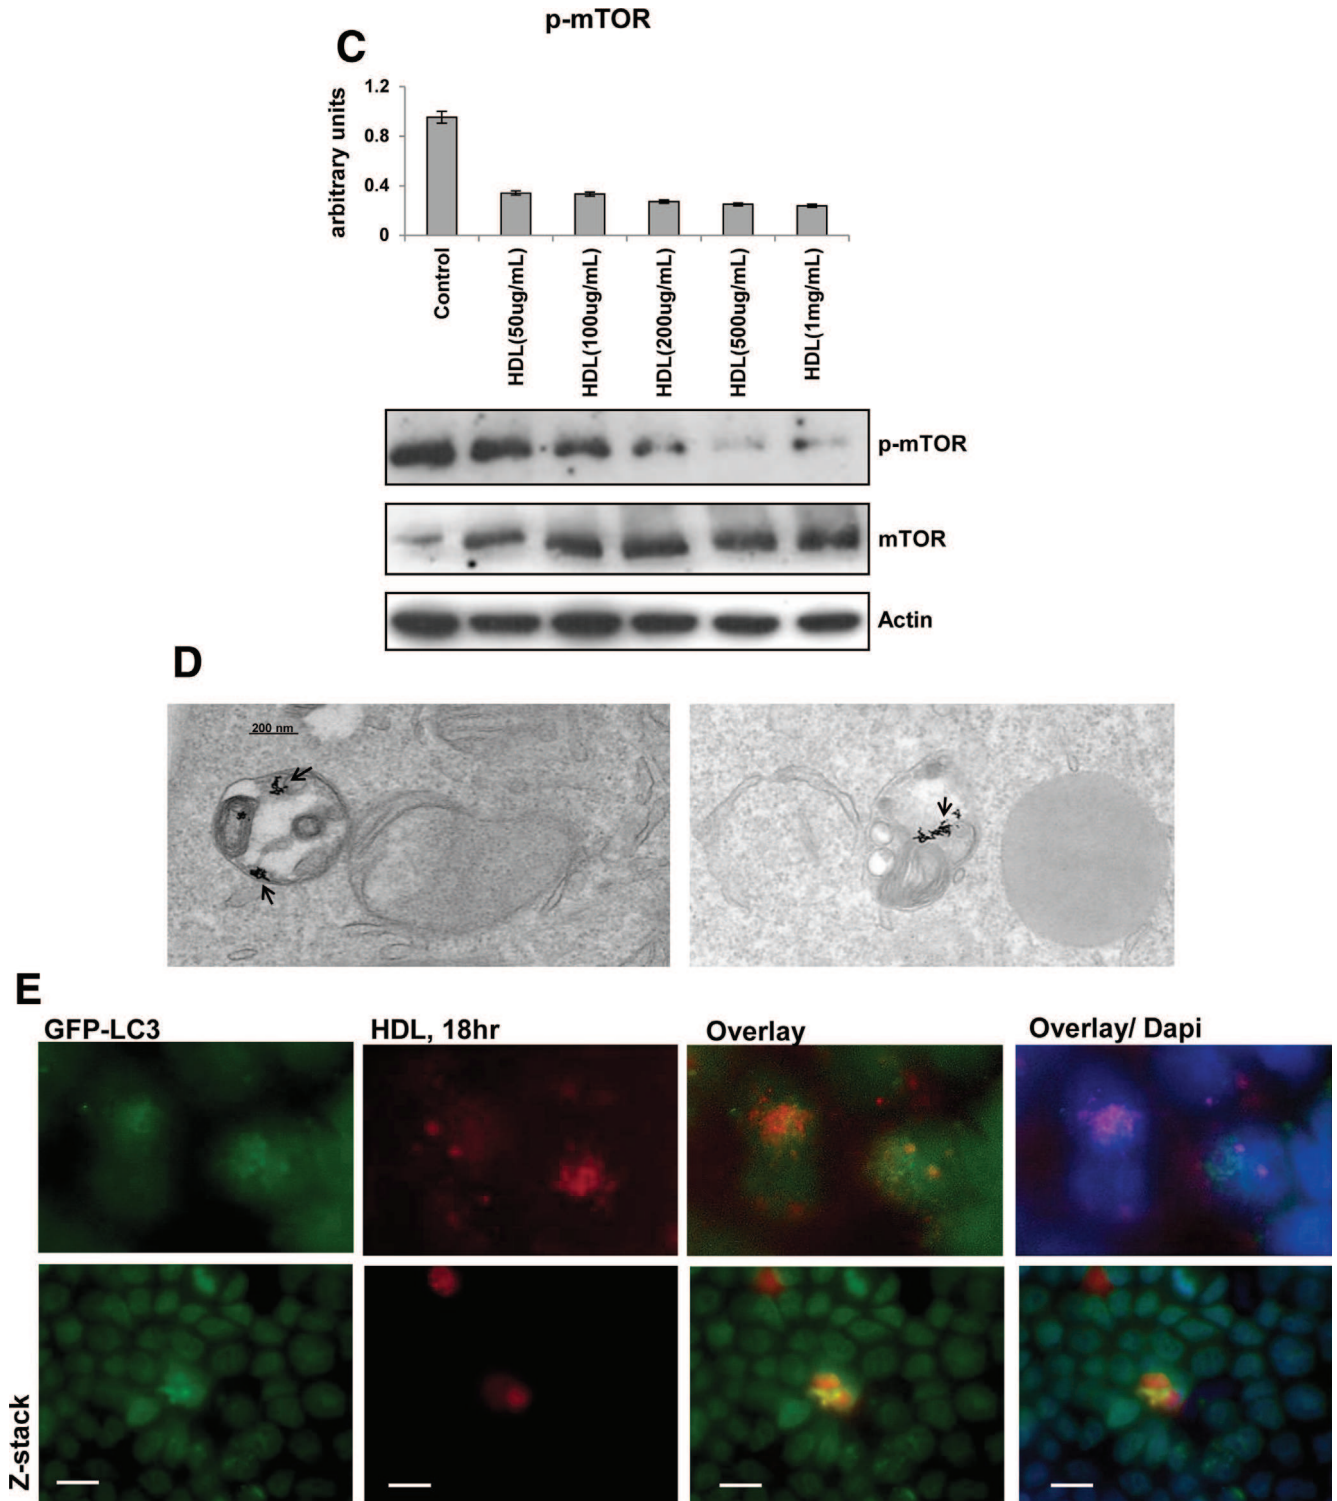 p-mTOR
C
arbitrary units
1.2
0.8
0.4
0
Control
HDL(50ug/mL)
HDL(100ug/mL)
HDL(200ug/mL)
HDL(500ug/mL)
HDL(1mg/mL)
p-mTOR
mTOR
Actin
D
200 nm
E
GFP-LC3
HDL, 18hr
Overlay
Overlay/ Dapi
Z-stack